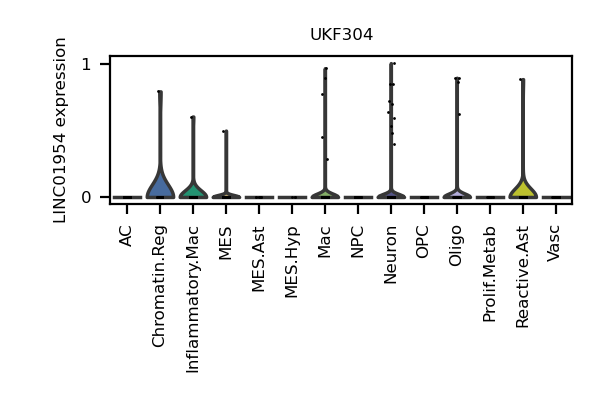 UKF304
LINC01954 expression
1
0
AC
Chromatin.Reg
Inflammatory.Mac
MES
MES.Ast
MES.Hyp
Mac
NPC
Neuron
OPC
Oligo
Prolif.Metab
Reactive.Ast
Vasc